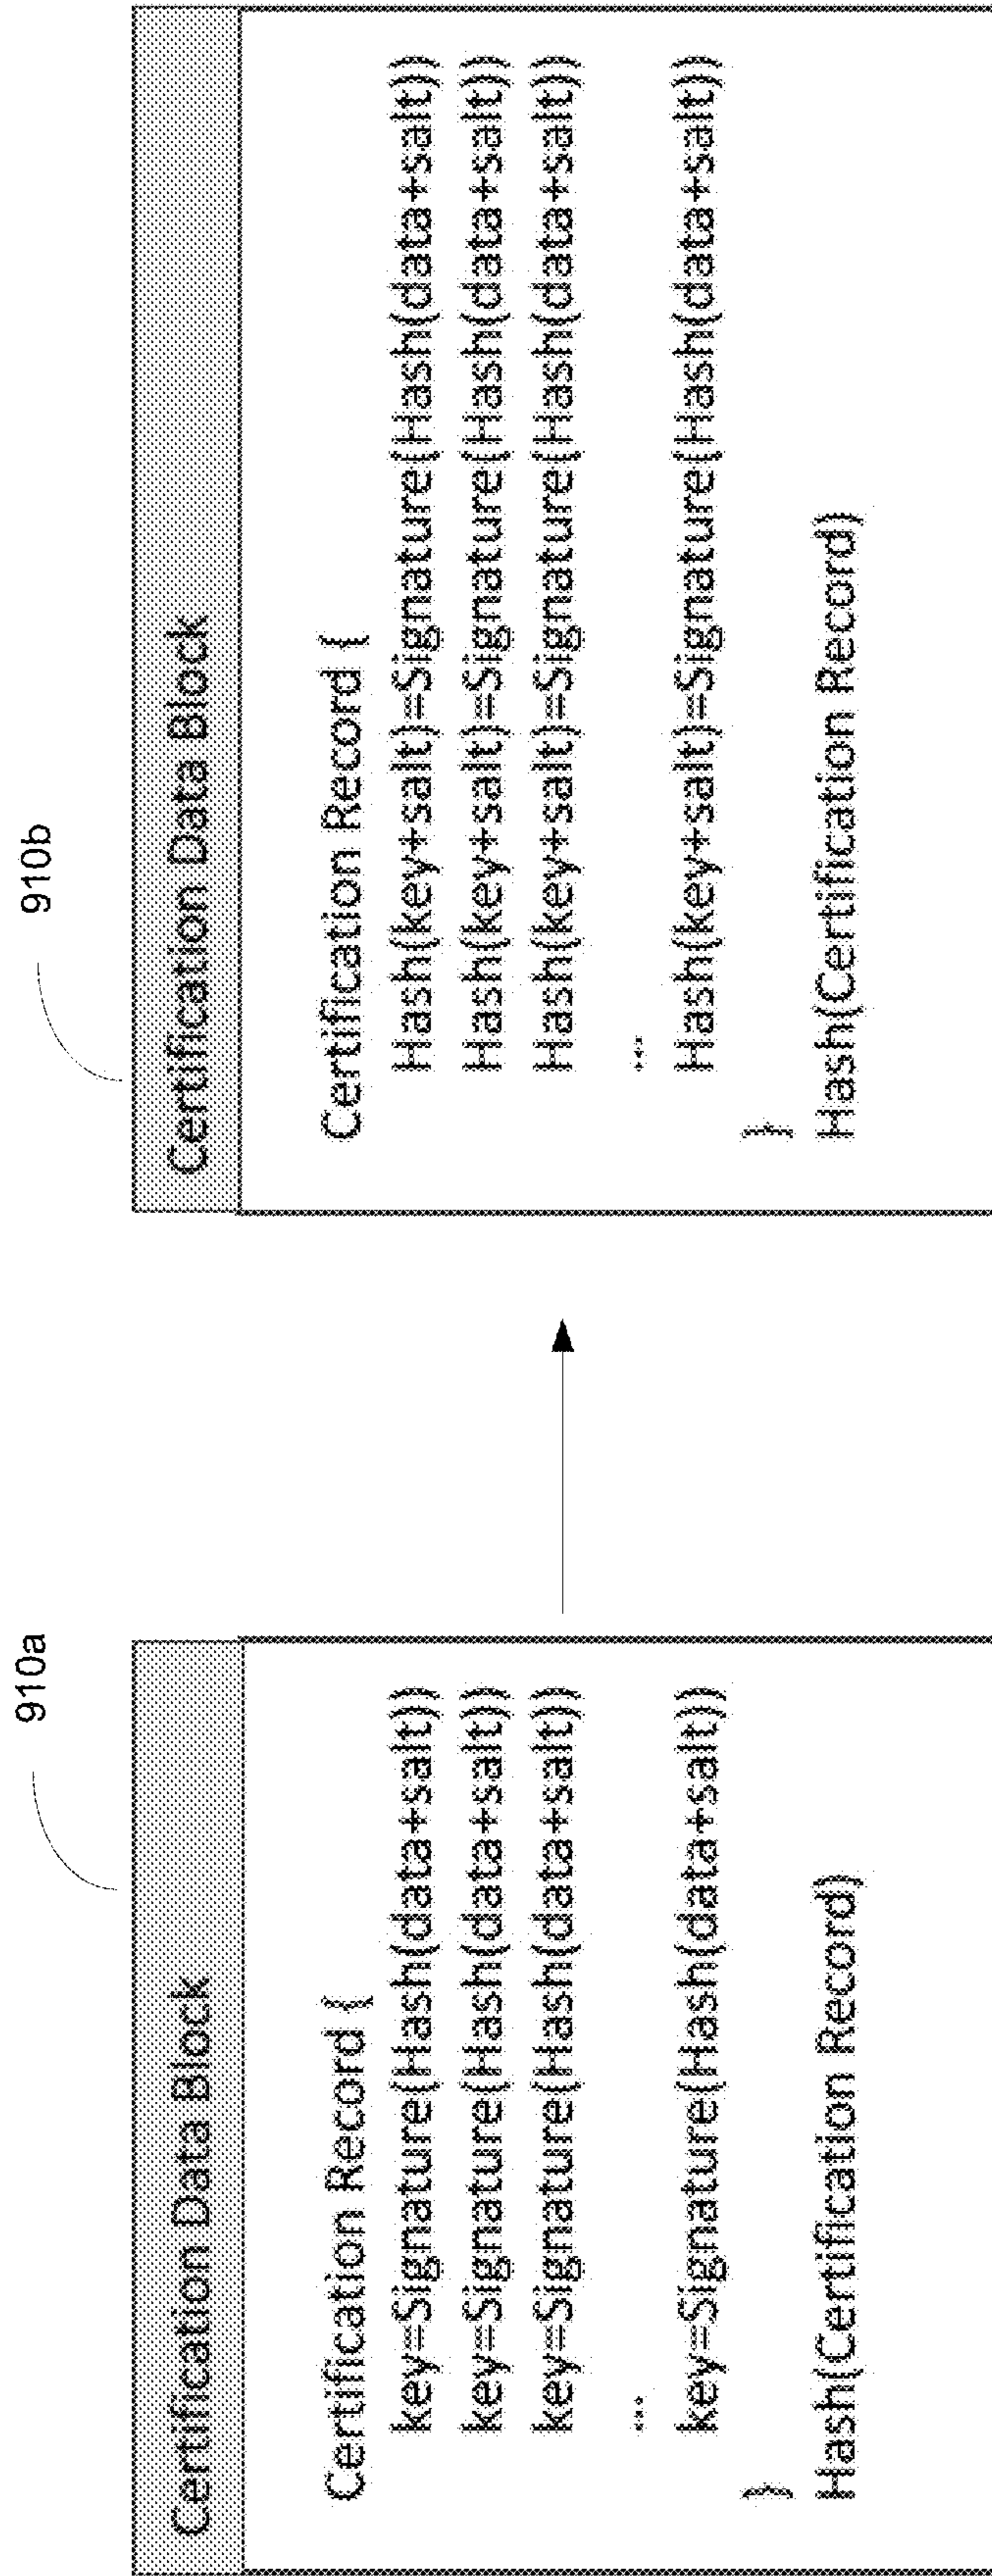 910a
Certification Data Block
Certification Record {
key=Signature(Hash(data+salt))
key=Signature(Hash(data+salt))
key=Signature(Hash(data+salt))
...
key=Signature(Hash(data+salt))
}
Hash(Certification Record)
910b
Certification Data Block
Certification Record {
Hash(key+salt)=Signature(Hash(data+salt))
Hash(key+salt)=Signature(Hash(data+salt))
Hash(key+salt)=Signature(Hash(data+salt))
...
Hash(key+salt)=Signature(Hash(data+salt))
}
Hash(Certification Record)